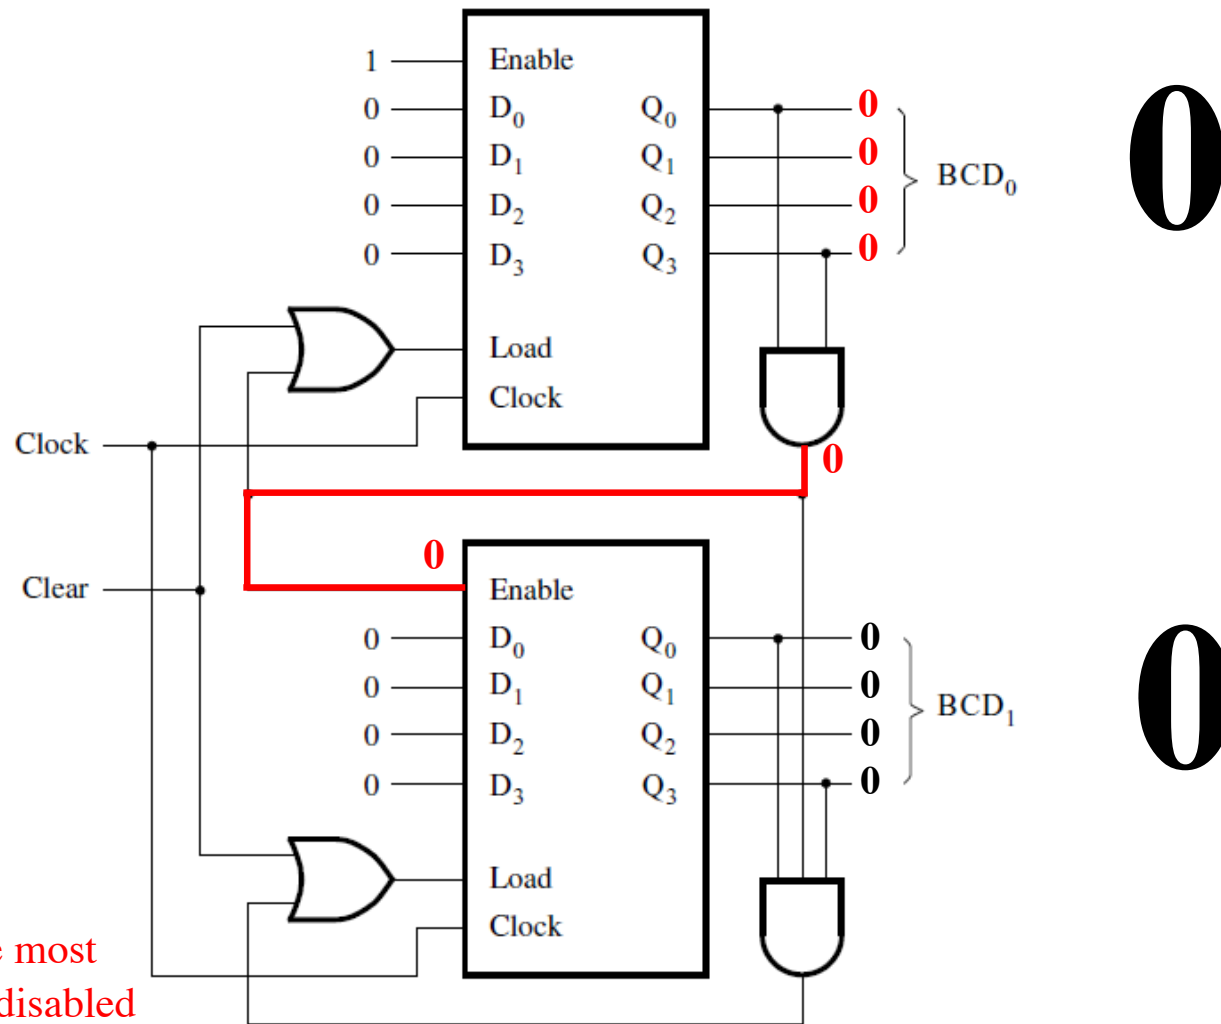 1 Enable
0 D0 Q0 0
0 D1 Q1 0
0 D2 Q2 0
0 D3 Q3 0
BCD0
0
Load
Clock
Clock
0
0
Clear
Enable
0 D0 Q0 0
0 D1 Q1 0
0 D2 Q2 0
0 D3 Q3 0
BCD1
0
Load
Clock
most
disabled